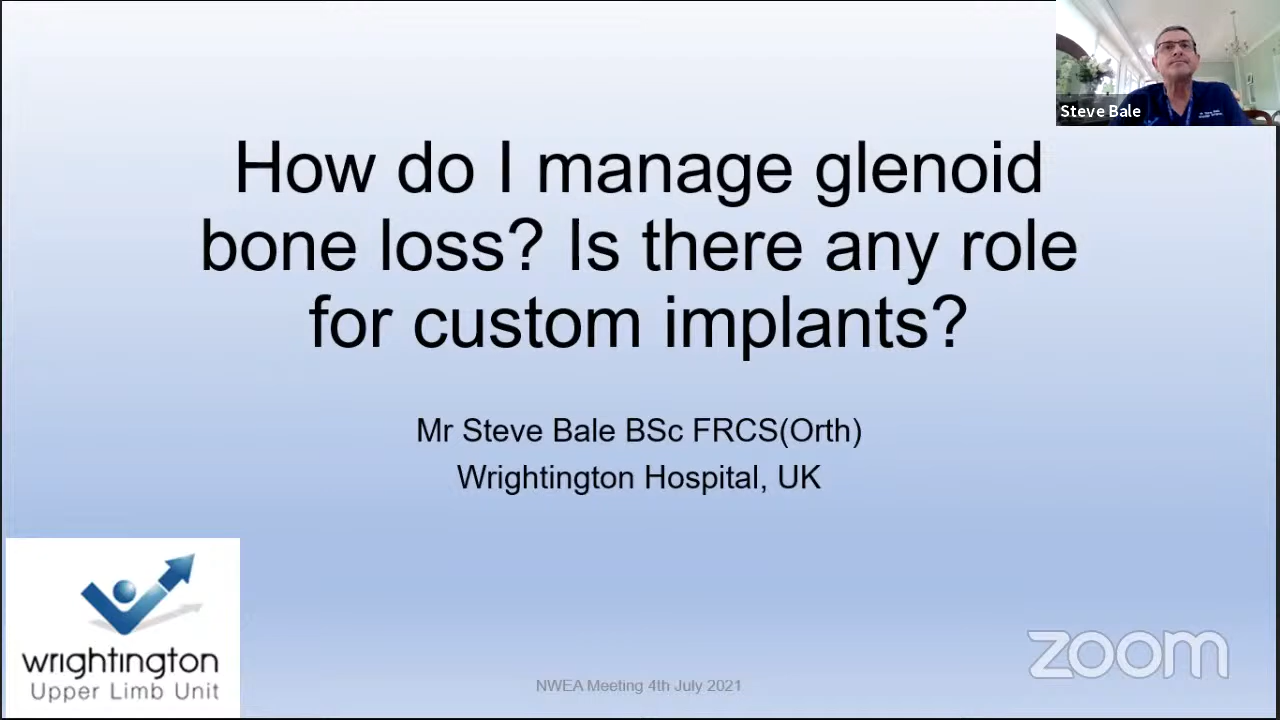 Steve Bale
How do I manage glenoid
bone loss? Is there any role
for custom implants?
Mr Steve Bale BSc FRCS(Orth)
Wrightington Hospital, UK
wrightington
Upper Limb Unit
zoom
NWEA Meeting 4th July 2021